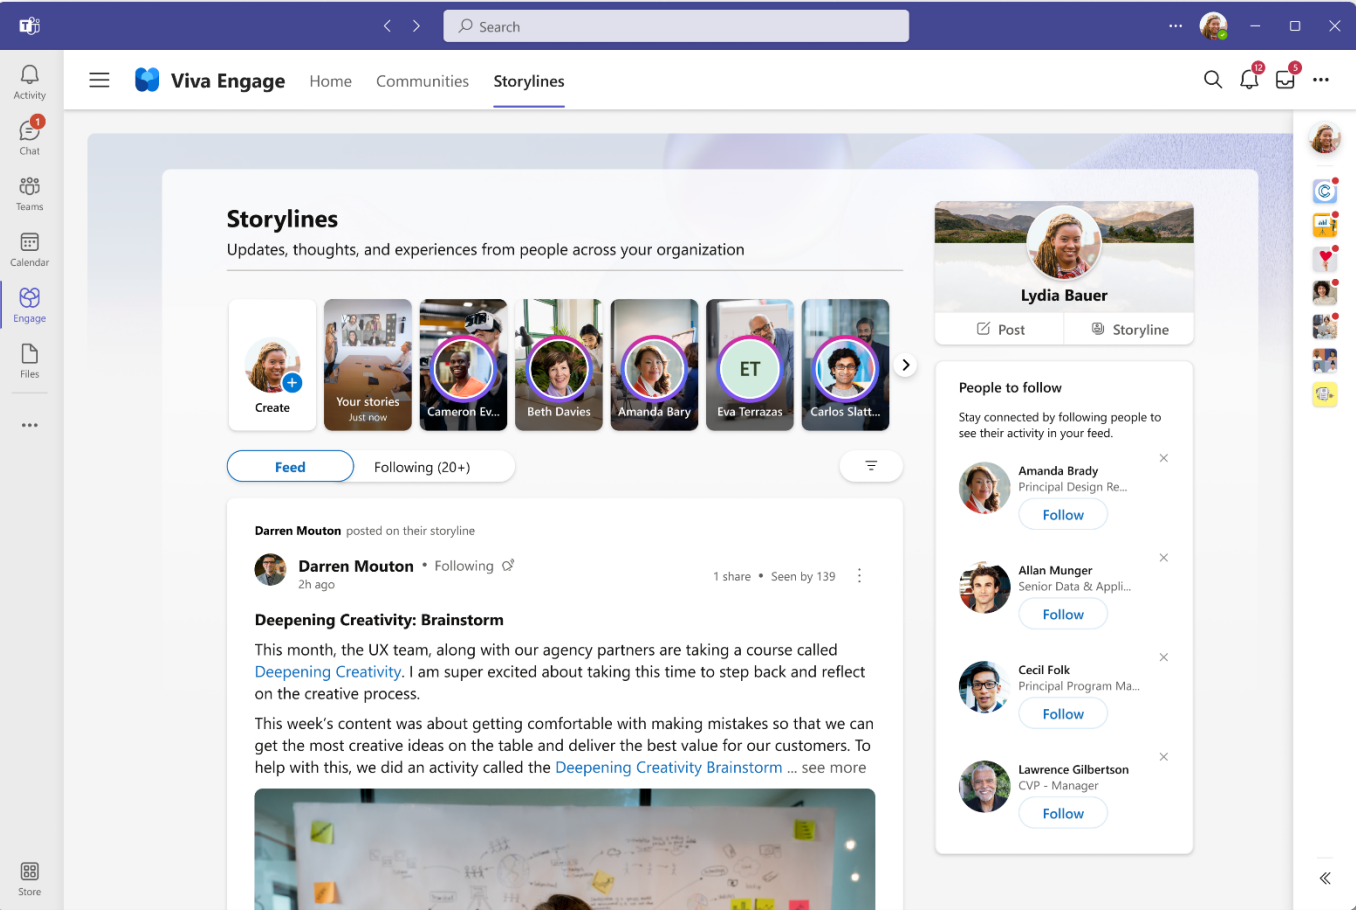 Search
Activity
1
Chat
Teams
Calendar
Engage
Files
Store
Viva Engage
Home
Communities
Storylines
12
5
Storylines
Updates, thoughts, and experiences from people across your organization
Create
Your stories
Just now
Cameron Ev...
Beth Davies
Amanda Bary
ET
Eva Terrazas
Carlos Slatt...
Feed
Following (20+)
Darren Mouton posted on their storyline
Darren Mouton • Following
2h ago
1 share • Seen by 139
Deepening Creativity: Brainstorm
This month, the UX team, along with our agency partners are taking a course called
Deepening Creativity. I am super excited about taking this time to step back and reflect
on the creative process.
This week's content was about getting comfortable with making mistakes so that we can
get the most creative ideas on the table and deliver the best value for our customers. To
help with this, we did an activity called the Deepening Creativity Brainstorm ... see more
Lydia Bauer
Post
Storyline
People to follow
Stay connected by following people to
see their activity in your feed.
Amanda Brady
Principal Design Re...
Follow
Allan Munger
Senior Data & Appli...
Follow
Cecil Folk
Principal Program Ma...
Follow
Lawrence Gilbertson
CVP - Manager
Follow